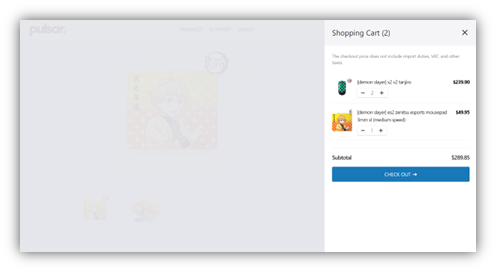 pulsar.
Shopping Cart (2)
The checkout price does not include import duties, VAT, and other
taxes.
[demon slayer] x2 v2 tanjiro
$239.90
− 2 +
[demon slayer] es2 zenitsu esports mousepad
3mm xl (medium speed)
$49.95
− 1 +
Subtotal
$289.85
CHECK OUT →